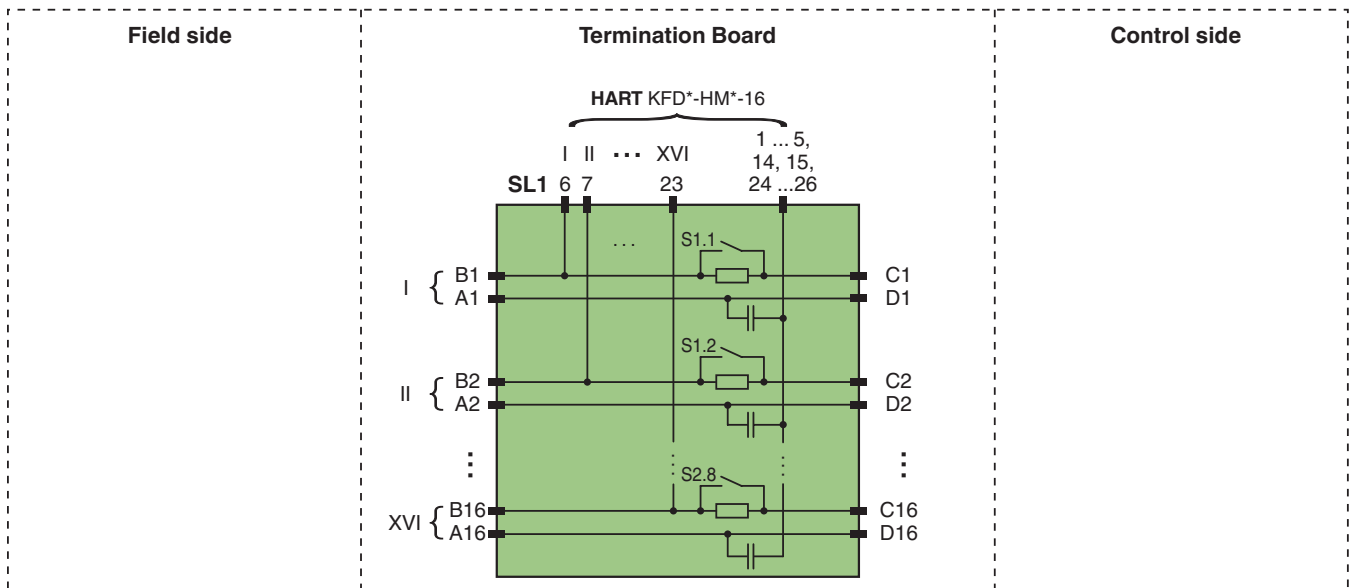 Field side
Termination Board
Control side
HART KFD*-HM*-16
I II ... XVI 1 ... 5,
14, 15,
SL1 6 7 23 24 ...26
...
S1.1
I { B1 C1
A1 D1
S1.2
II { B2 C2
A2 D2
S2.8
XVI { B16 C16
A16 D16